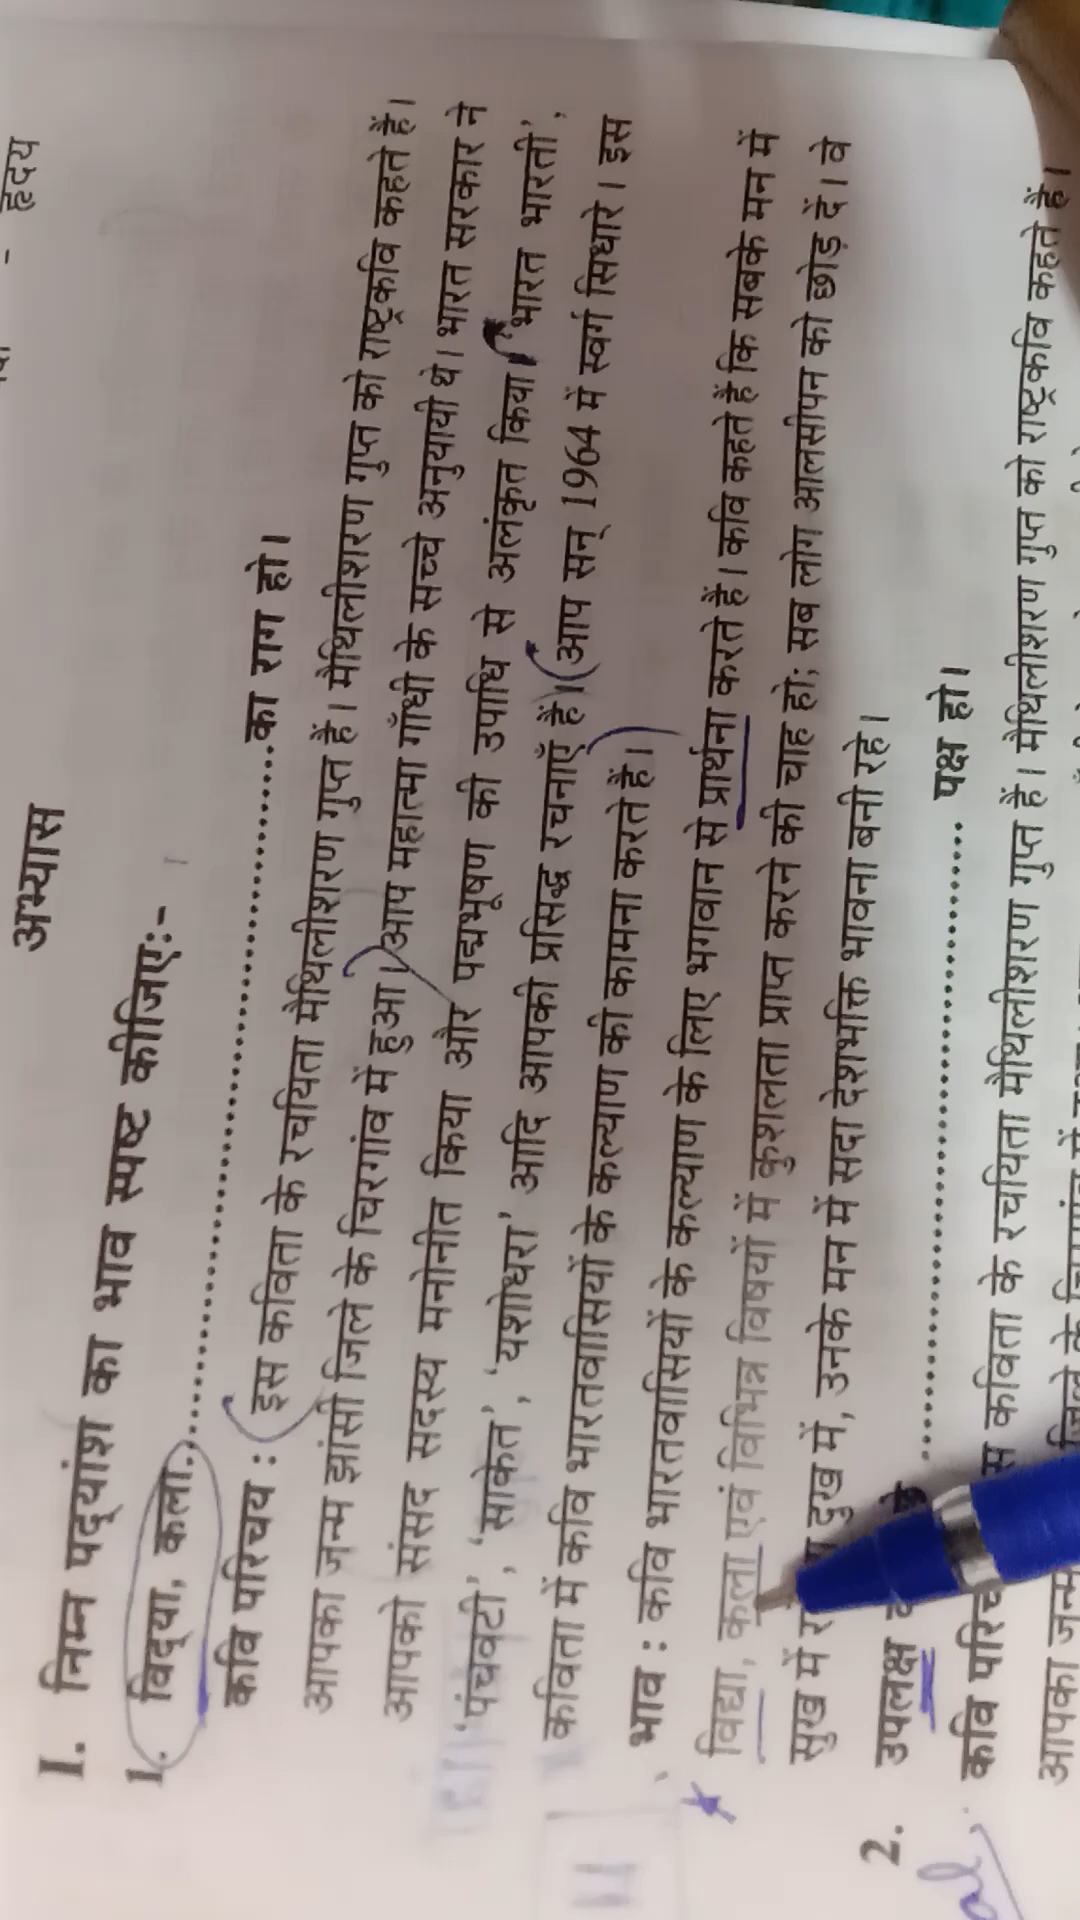 - हृदय
अभ्यास
I. निम्न पद्यांश का भाव स्पष्ट कीजिए:-
1. विद्या, कला..........................................का राग हो।
कवि परिचय : इस कविता के रचयिता मैथिलीशरण गुप्त हैं। मैथिलीशरण गुप्त को राष्ट्रकवि कहते हैं।
आपका जन्म झांसी जिले के चिरगांव में हुआ। आप महात्मा गाँधी के सच्चे अनुयायी थे। भारत सरकार ने
आपको संसद सदस्य मनोनीत किया और पद्मभूषण की उपाधि से अलंकृत किया। 'भारत भारती',
'पंचवटी', 'साकेत', 'यशोधरा' आदि आपकी प्रसिद्ध रचनाएँ हैं। आप सन् 1964 में स्वर्ग सिधारे। इस
कविता में कवि भारतवासियों के कल्याण की कामना करते हैं।
भाव : कवि भारतवासियों के कल्याण के लिए भगवान से प्रार्थना करते हैं। कवि कहते हैं कि सबके मन में
विद्या, कला एवं विभिन्न विषयों में कुशलता प्राप्त करने की चाह हो; सब लोग आलसीपन को छोड़ दें। वे
सुख में दुख में, उनके मन में सदा देशभक्ति भावना बनी रहे।
2. उपलक्ष के .......................................... पक्ष हो।
कवि कविता के रचयिता मैथिलीशरण गुप्त हैं। मैथिलीशरण गुप्त को राष्ट्रकवि कहते हैं।
आपका जन्म